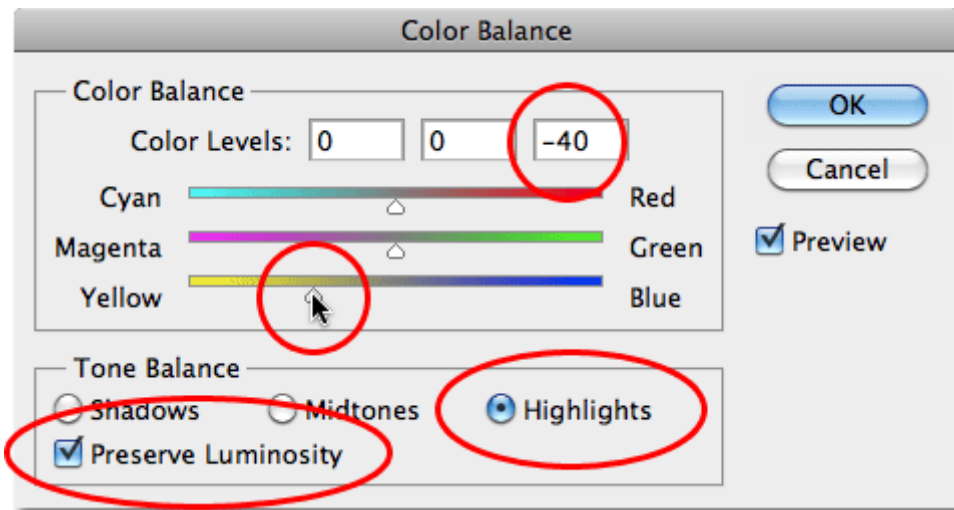 Color Balance
Color Balance
Color Levels: 0 0 -40
Cyan Red
Magenta Green
Yellow Blue
OK
Cancel
Preview
Tone Balance
Shadows Midtones Highlights
Preserve Luminosity